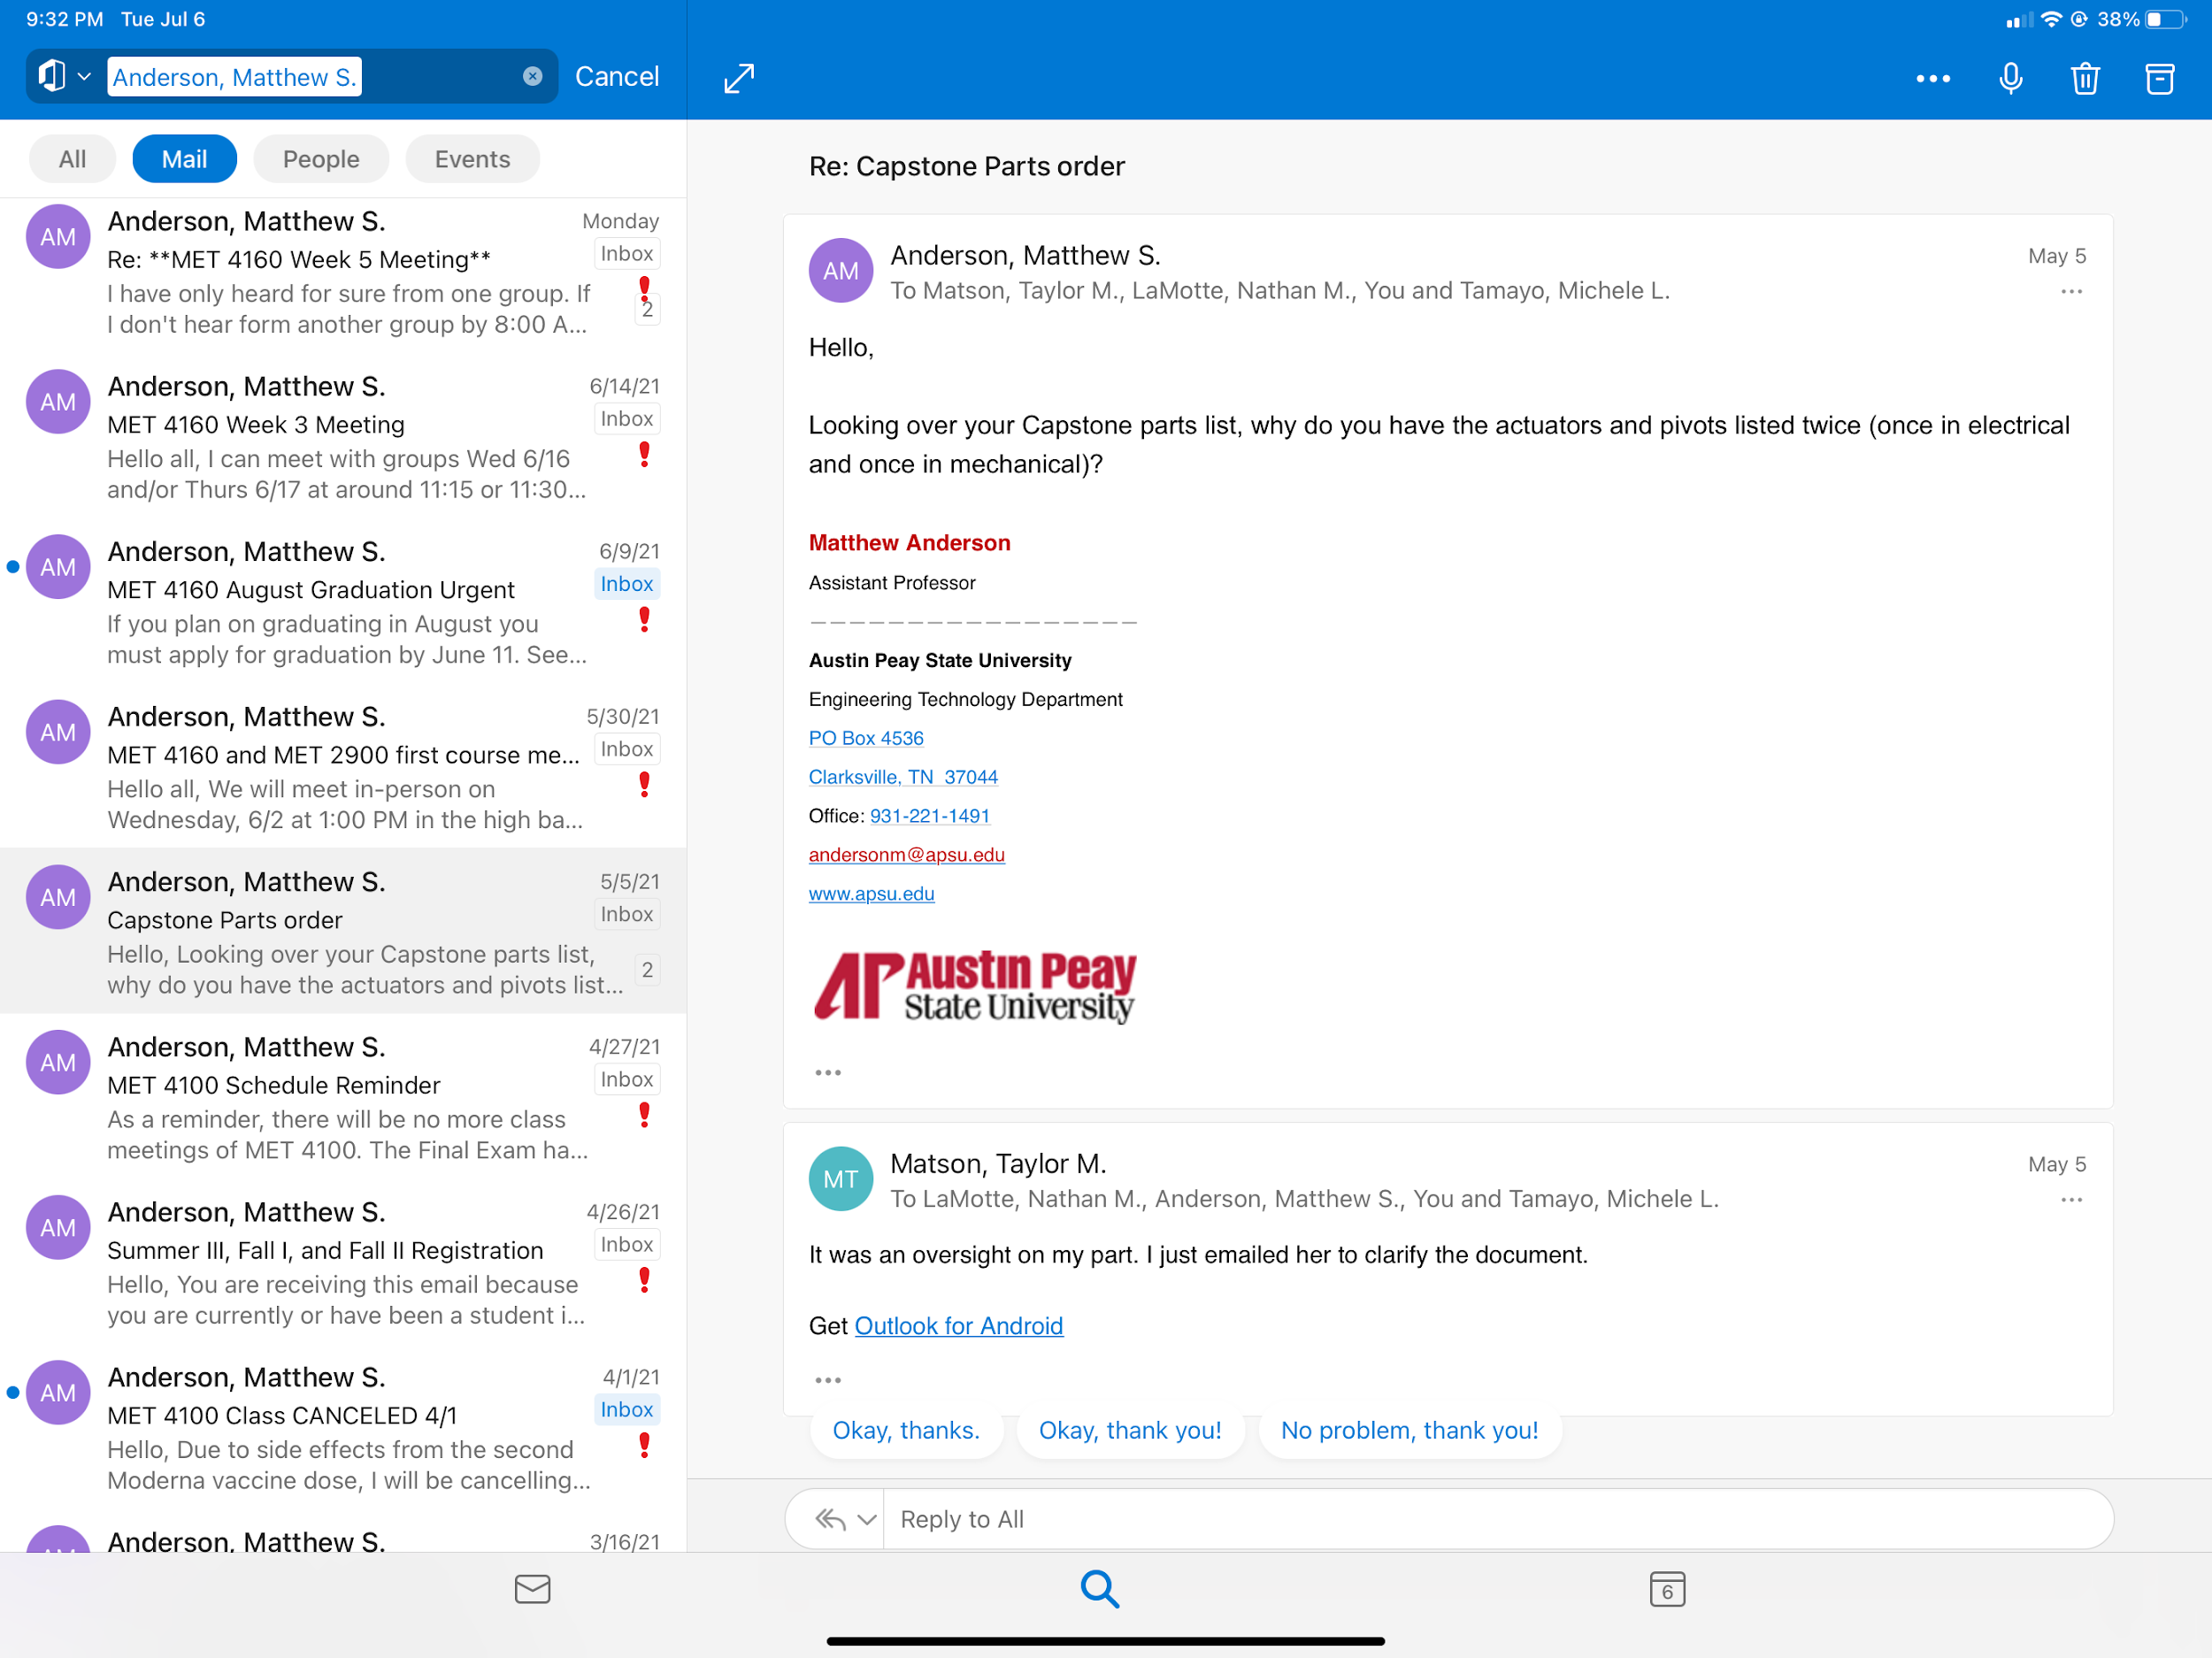 9:32 PM Tue Jul 6
38%
Anderson, Matthew S.
Cancel
All
Mail
People
Events
AM
Anderson, Matthew S.
Monday
Re: **MET 4160 Week 5 Meeting**
Inbox
I have only heard for sure from one group. If
I don't hear form another group by 8:00 A...
2
AM
Anderson, Matthew S.
6/14/21
MET 4160 Week 3 Meeting
Inbox
Hello all, I can meet with groups Wed 6/16
and/or Thurs 6/17 at around 11:15 or 11:30...
AM
Anderson, Matthew S.
6/9/21
MET 4160 August Graduation Urgent
Inbox
If you plan on graduating in August you
must apply for graduation by June 11. See...
AM
Anderson, Matthew S.
5/30/21
MET 4160 and MET 2900 first course me...
Inbox
Hello all, We will meet in-person on
Wednesday, 6/2 at 1:00 PM in the high ba...
AM
Anderson, Matthew S.
5/5/21
Capstone Parts order
Inbox
Hello, Looking over your Capstone parts list,
why do you have the actuators and pivots list...
2
AM
Anderson, Matthew S.
4/27/21
MET 4100 Schedule Reminder
Inbox
As a reminder, there will be no more class
meetings of MET 4100. The Final Exam ha...
AM
Anderson, Matthew S.
4/26/21
Summer III, Fall I, and Fall II Registration
Inbox
Hello, You are receiving this email because
you are currently or have been a student i...
AM
Anderson, Matthew S.
4/1/21
MET 4100 Class CANCELED 4/1
Inbox
Hello, Due to side effects from the second
Moderna vaccine dose, I will be cancelling...
AM
Anderson, Matthew S.
3/16/21
Re: Capstone Parts order
AM
Anderson, Matthew S.
May 5
To Matson, Taylor M., LaMotte, Nathan M., You and Tamayo, Michele L.
Hello,
Looking over your Capstone parts list, why do you have the actuators and pivots listed twice (once in electrical
and once in mechanical)?
Matthew Anderson
Assistant Professor
_ _ _ _ _ _ _ _ _ _ _ _ _ _ _ _ _
Austin Peay State University
Engineering Technology Department
PO Box 4536
Clarksville, TN 37044
Office: 931-221-1491
andersonm@apsu.edu
www.apsu.edu
AP Austin Peay
State University
MT
Matson, Taylor M.
May 5
To LaMotte, Nathan M., Anderson, Matthew S., You and Tamayo, Michele L.
It was an oversight on my part. I just emailed her to clarify the document.
Get Outlook for Android
Okay, thanks.
Okay, thank you!
No problem, thank you!
Reply to All
6